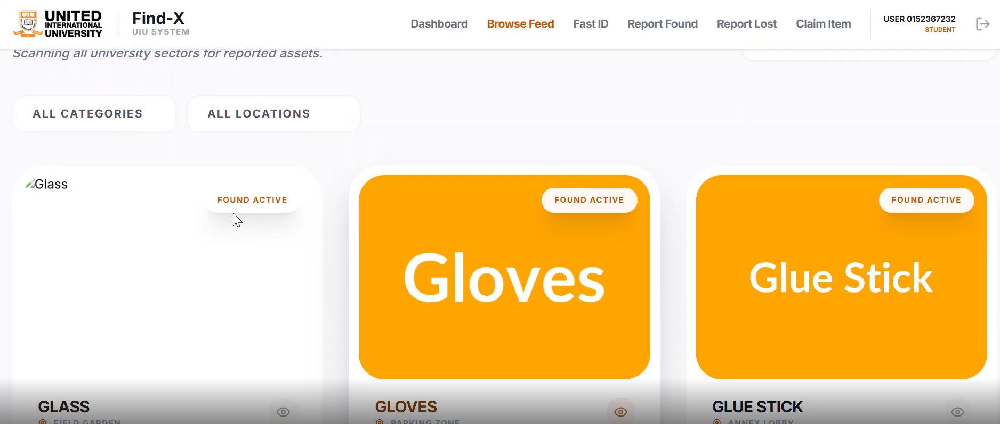 UIU
UNITED
INTERNATIONAL
UNIVERSITY
Find-X
UIU SYSTEM
Dashboard
Browse Feed
Fast ID
Report Found
Report Lost
Claim Item
USER 0152367232
STUDENT
Scanning all university sectors for reported assets.
ALL CATEGORIES
ALL LOCATIONS
Glass
FOUND ACTIVE
Gloves
FOUND ACTIVE
Glue Stick
FOUND ACTIVE
GLASS
FIELD GARDEN
GLOVES
PARKING ZONE
GLUE STICK
ANNEX LOBBY